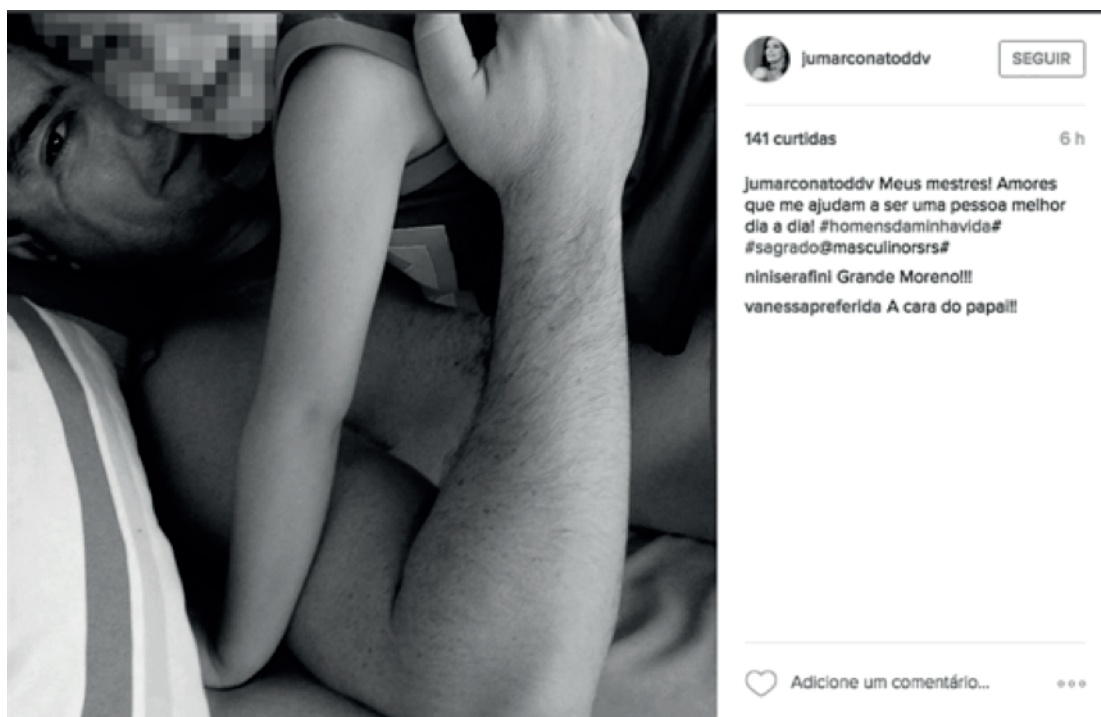 jumarconatoddv
SEGUIR
141 curtidas
6 h
jumarconatoddv Meus mestres! Amores
que me ajudam a ser uma pessoa melhor
dia a dia! #homensdaminhavida#
#sagrado@masculinorsrs#
niniserafini Grande Moreno!!!
vanessapreferida A cara do papai!!
Adicione um comentário...